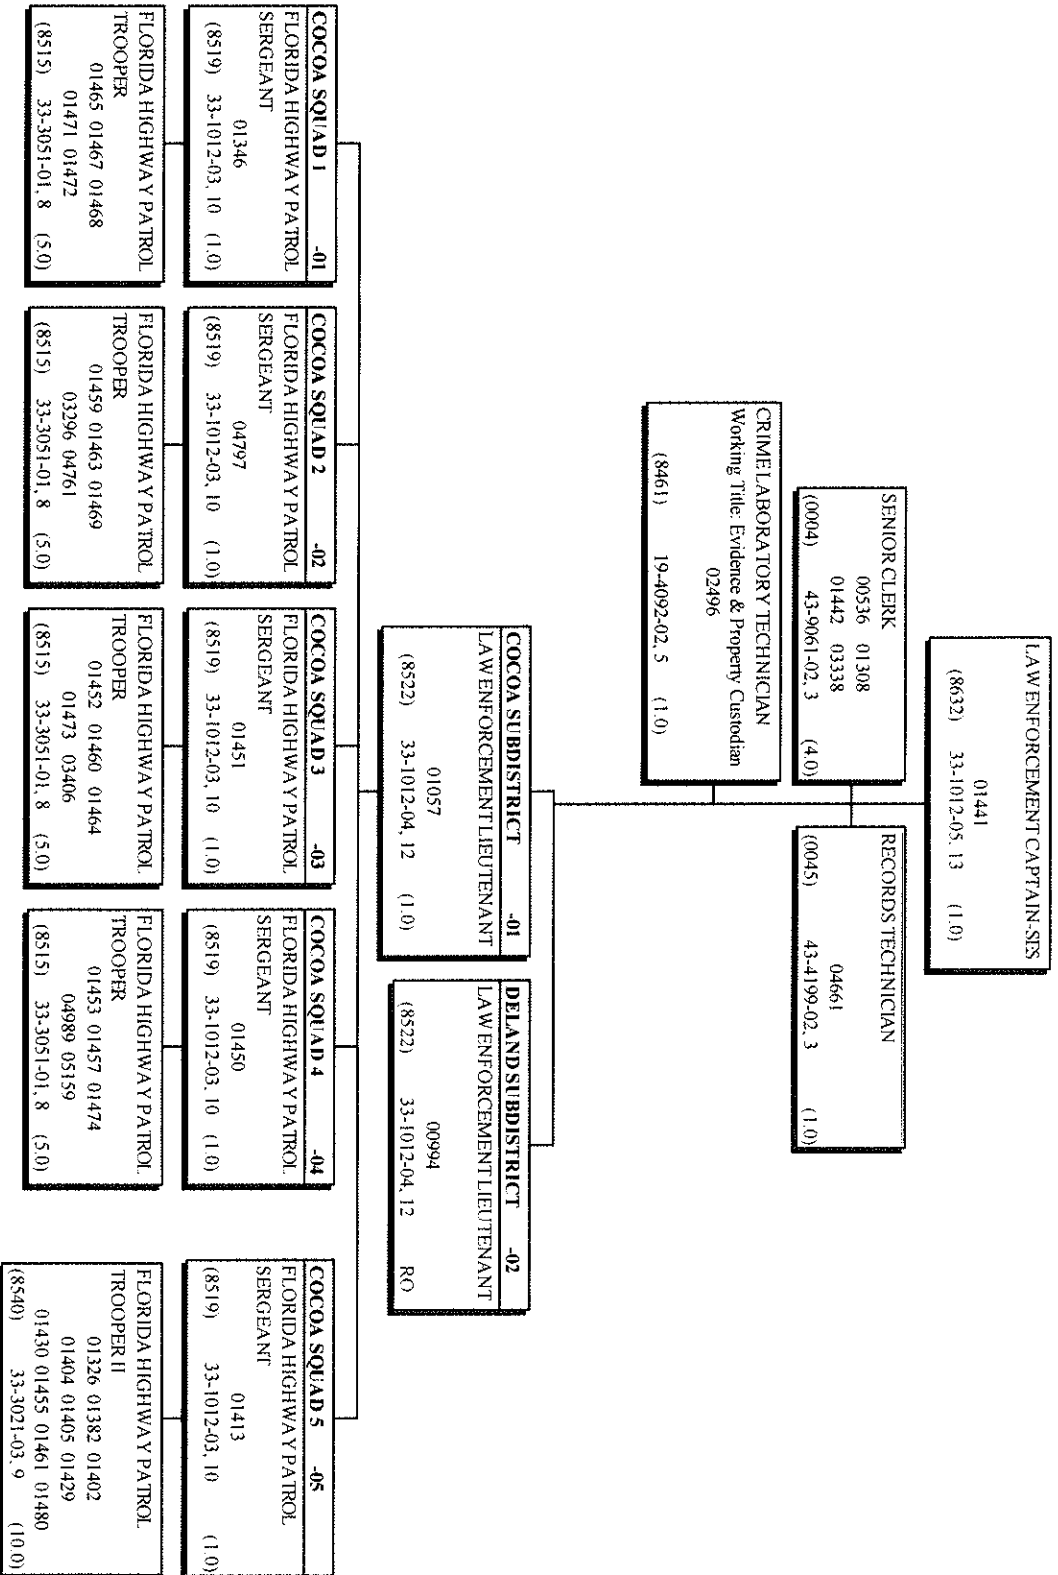 LAW ENFORCEMENT CAPTAIN-SES
01441
(8632) 33-1012-05, 13 (1.0)
SENIOR CLERK
00536 01308
01442 03338
(0004) 43-9061-02, 3 (4.0)
RECORDS TECHNICIAN
04661
(0045) 43-4199-02, 3 (1.0)
CRIME LABORATORY TECHNICIAN
Working Title: Evidence & Property Custodian
02496
(8461) 19-4092-02, 5 (1.0)
COCOA SUBDISTRICT -01
LAW ENFORCEMENT LIEUTENANT
01057
(8522) 33-1012-04, 12 (1.0)
DELAND SUBDISTRICT -02
LAW ENFORCEMENT LIEUTENANT
00994
(8522) 33-1012-04, 12 RO
COCOA SQUAD 1 -01
FLORIDA HIGHWAY PATROL
SERGEANT
01346
(8519) 33-1012-03, 10 (1.0)
COCOA SQUAD 2 -02
FLORIDA HIGHWAY PATROL
SERGEANT
04797
(8519) 33-1012-03, 10 (1.0)
COCOA SQUAD 3 -03
FLORIDA HIGHWAY PATROL
SERGEANT
01451
(8519) 33-1012-03, 10 (1.0)
COCOA SQUAD 4 -04
FLORIDA HIGHWAY PATROL
SERGEANT
01450
(8519) 33-1012-03, 10 (1.0)
COCOA SQUAD 5 -05
FLORIDA HIGHWAY PATROL
SERGEANT
01413
(8519) 33-1012-03, 10 (1.0)
FLORIDA HIGHWAY PATROL
TROOPER
01465 01467 01468
01471 01472
(8515) 33-3051-01, 8 (5.0)
FLORIDA HIGHWAY PATROL
TROOPER
01459 01463 01469
03296 04761
(8515) 33-3051-01, 8 (5.0)
FLORIDA HIGHWAY PATROL
TROOPER
01452 01460 01464
01473 03406
(8515) 33-3051-01, 8 (5.0)
FLORIDA HIGHWAY PATROL
TROOPER
01453 01457 01474
04989 05159
(8515) 33-3051-01, 8 (5.0)
FLORIDA HIGHWAY PATROL
TROOPER II
01326 01382 01402
01404 01405 01429
01430 01455 01461 01480
(8540) 33-3021-03, 9 (10.0)